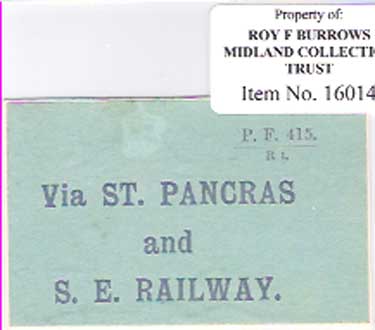 Property of:
ROY F BURROWS
MIDLAND COLLECTIO
TRUST
Item No. 16014
P. F. 415.
R 1.
Via ST. PANCRAS
and
S. E. RAILWAY.